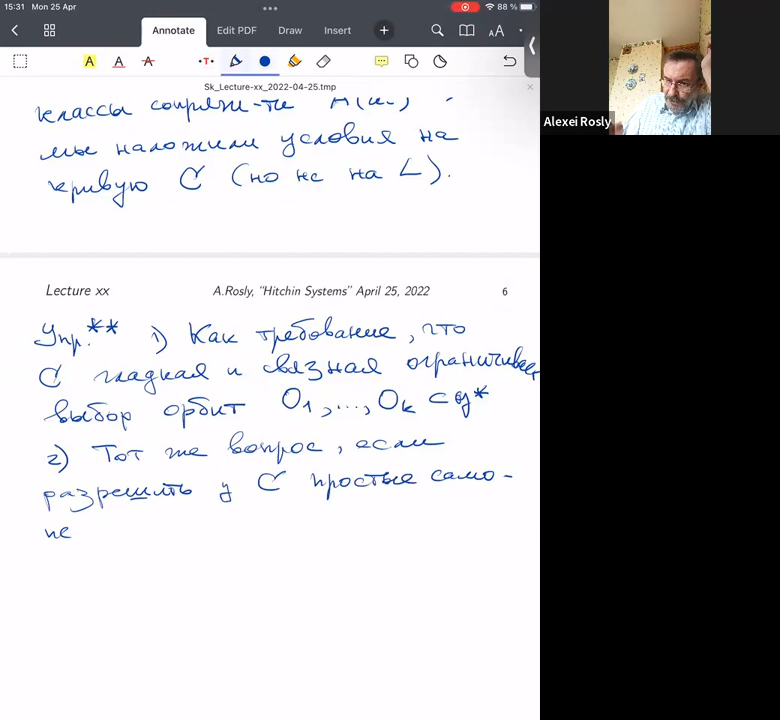 15:31 Mon 25 Apr
88 %
Annotate Edit PDF Draw Insert
Sk_Lecture-xx_2022-04-25.tmp
классы сопряж-ти
мы наложили условия на
кривую C (но не на L).
Alexei Rosly
Lecture xx A.Rosly, "Hitchin Systems" April 25, 2022 6
Упр.** 1) Как требование, что
C гладкая и связная ограничивает
выбор орбит O₁,...,Oₖ ⊂ g*
2) Тот же вопрос, если
разрешить у C простые само-
пе